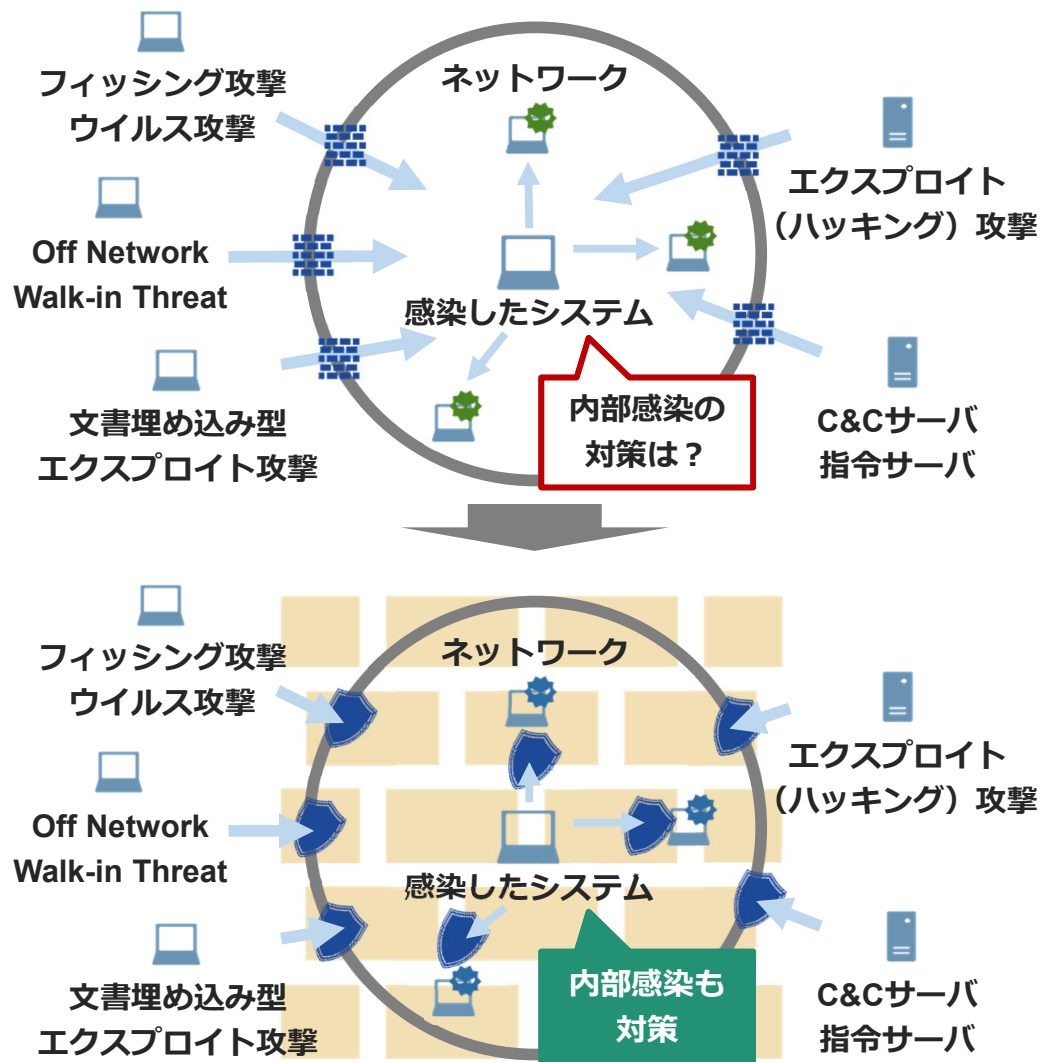 フィッシング攻撃
ウイルス攻撃
ネットワーク
エクスプロイト
（ハッキング）攻撃
Off Network
Walk-in Threat
感染したシステム
文書埋め込み型
エクスプロイト攻撃
内部感染の
対策は？
C&Cサーバ
指令サーバ
フィッシング攻撃
ウイルス攻撃
ネットワーク
エクスプロイト
（ハッキング）攻撃
Off Network
Walk-in Threat
感染したシステム
文書埋め込み型
エクスプロイト攻撃
内部感染も
対策
C&Cサーバ
指令サーバ